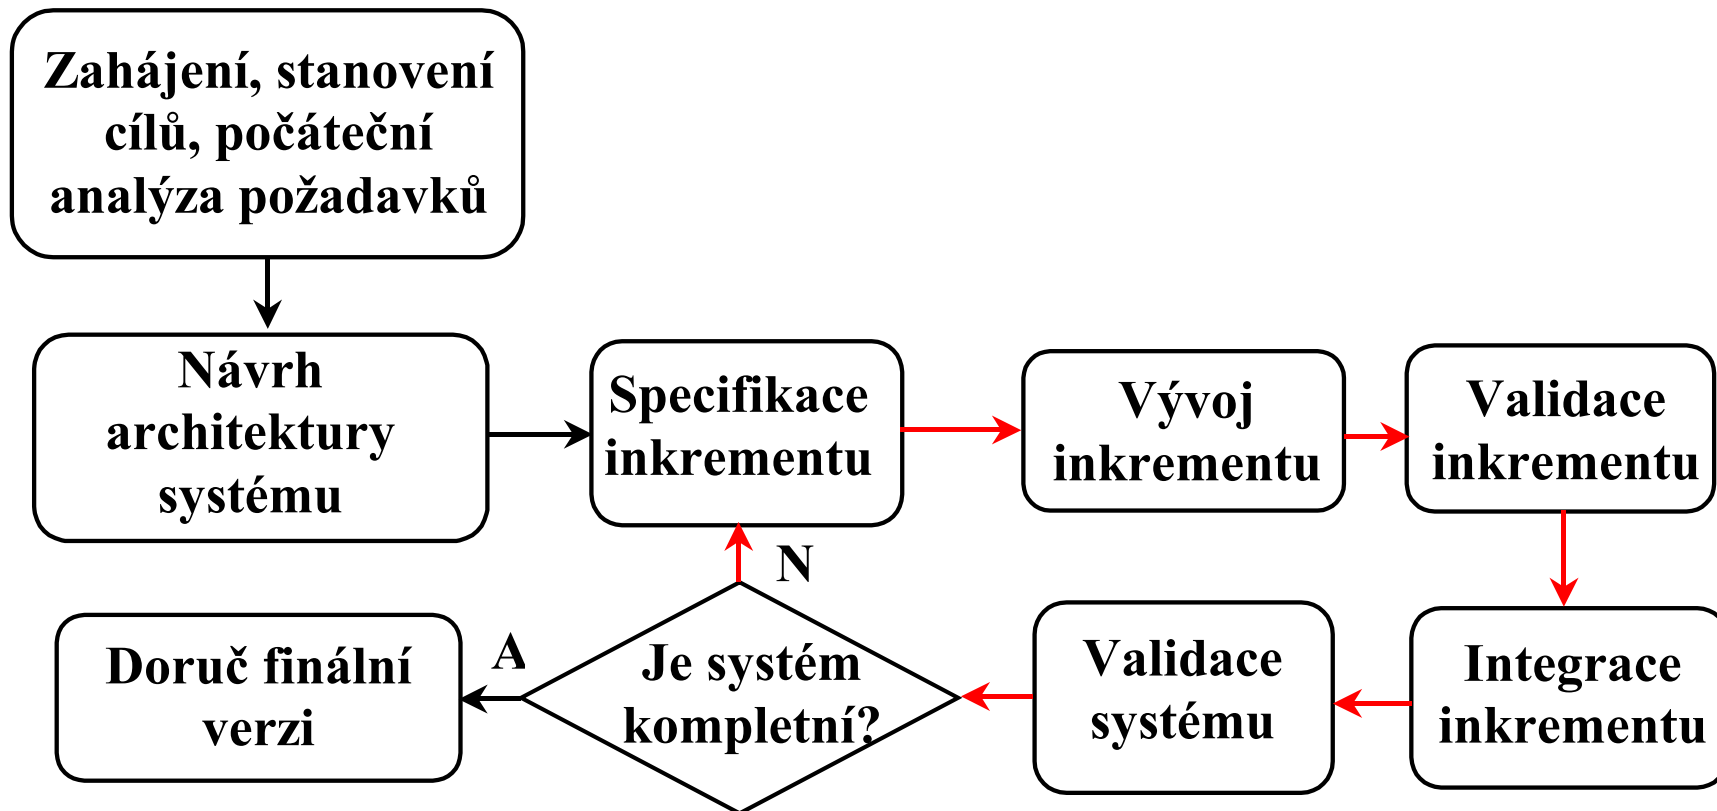 Zahájení, stanovení
cílů, počáteční
analýza požadavků
Návrh
architektury
systému
Specifikace
inkrementu
Vývoj
inkrementu
Validace
inkrementu
N
Doruč finální
verzi
A
Je systém
kompletní?
Validace
systému
Integrace
inkrementu